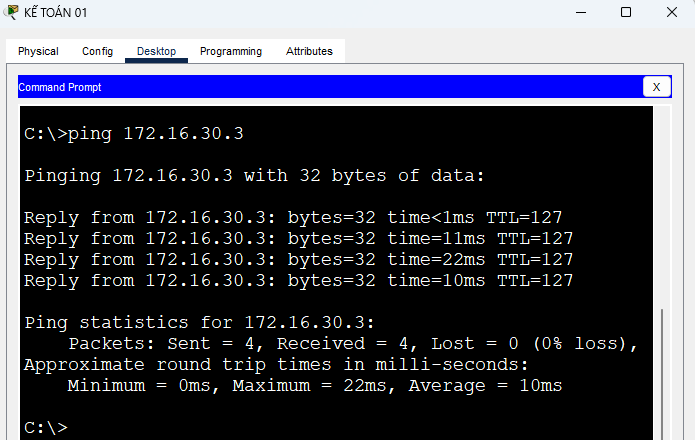 KẾ TOÁN 01
Physical Config Desktop Programming Attributes
Command Prompt X
C:\>ping 172.16.30.3
Pinging 172.16.30.3 with 32 bytes of data:
Reply from 172.16.30.3: bytes=32 time<1ms TTL=127
Reply from 172.16.30.3: bytes=32 time=11ms TTL=127
Reply from 172.16.30.3: bytes=32 time=22ms TTL=127
Reply from 172.16.30.3: bytes=32 time=10ms TTL=127
Ping statistics for 172.16.30.3:
    Packets: Sent = 4, Received = 4, Lost = 0 (0% loss),
Approximate round trip times in milli-seconds:
    Minimum = 0ms, Maximum = 22ms, Average = 10ms
C:\>